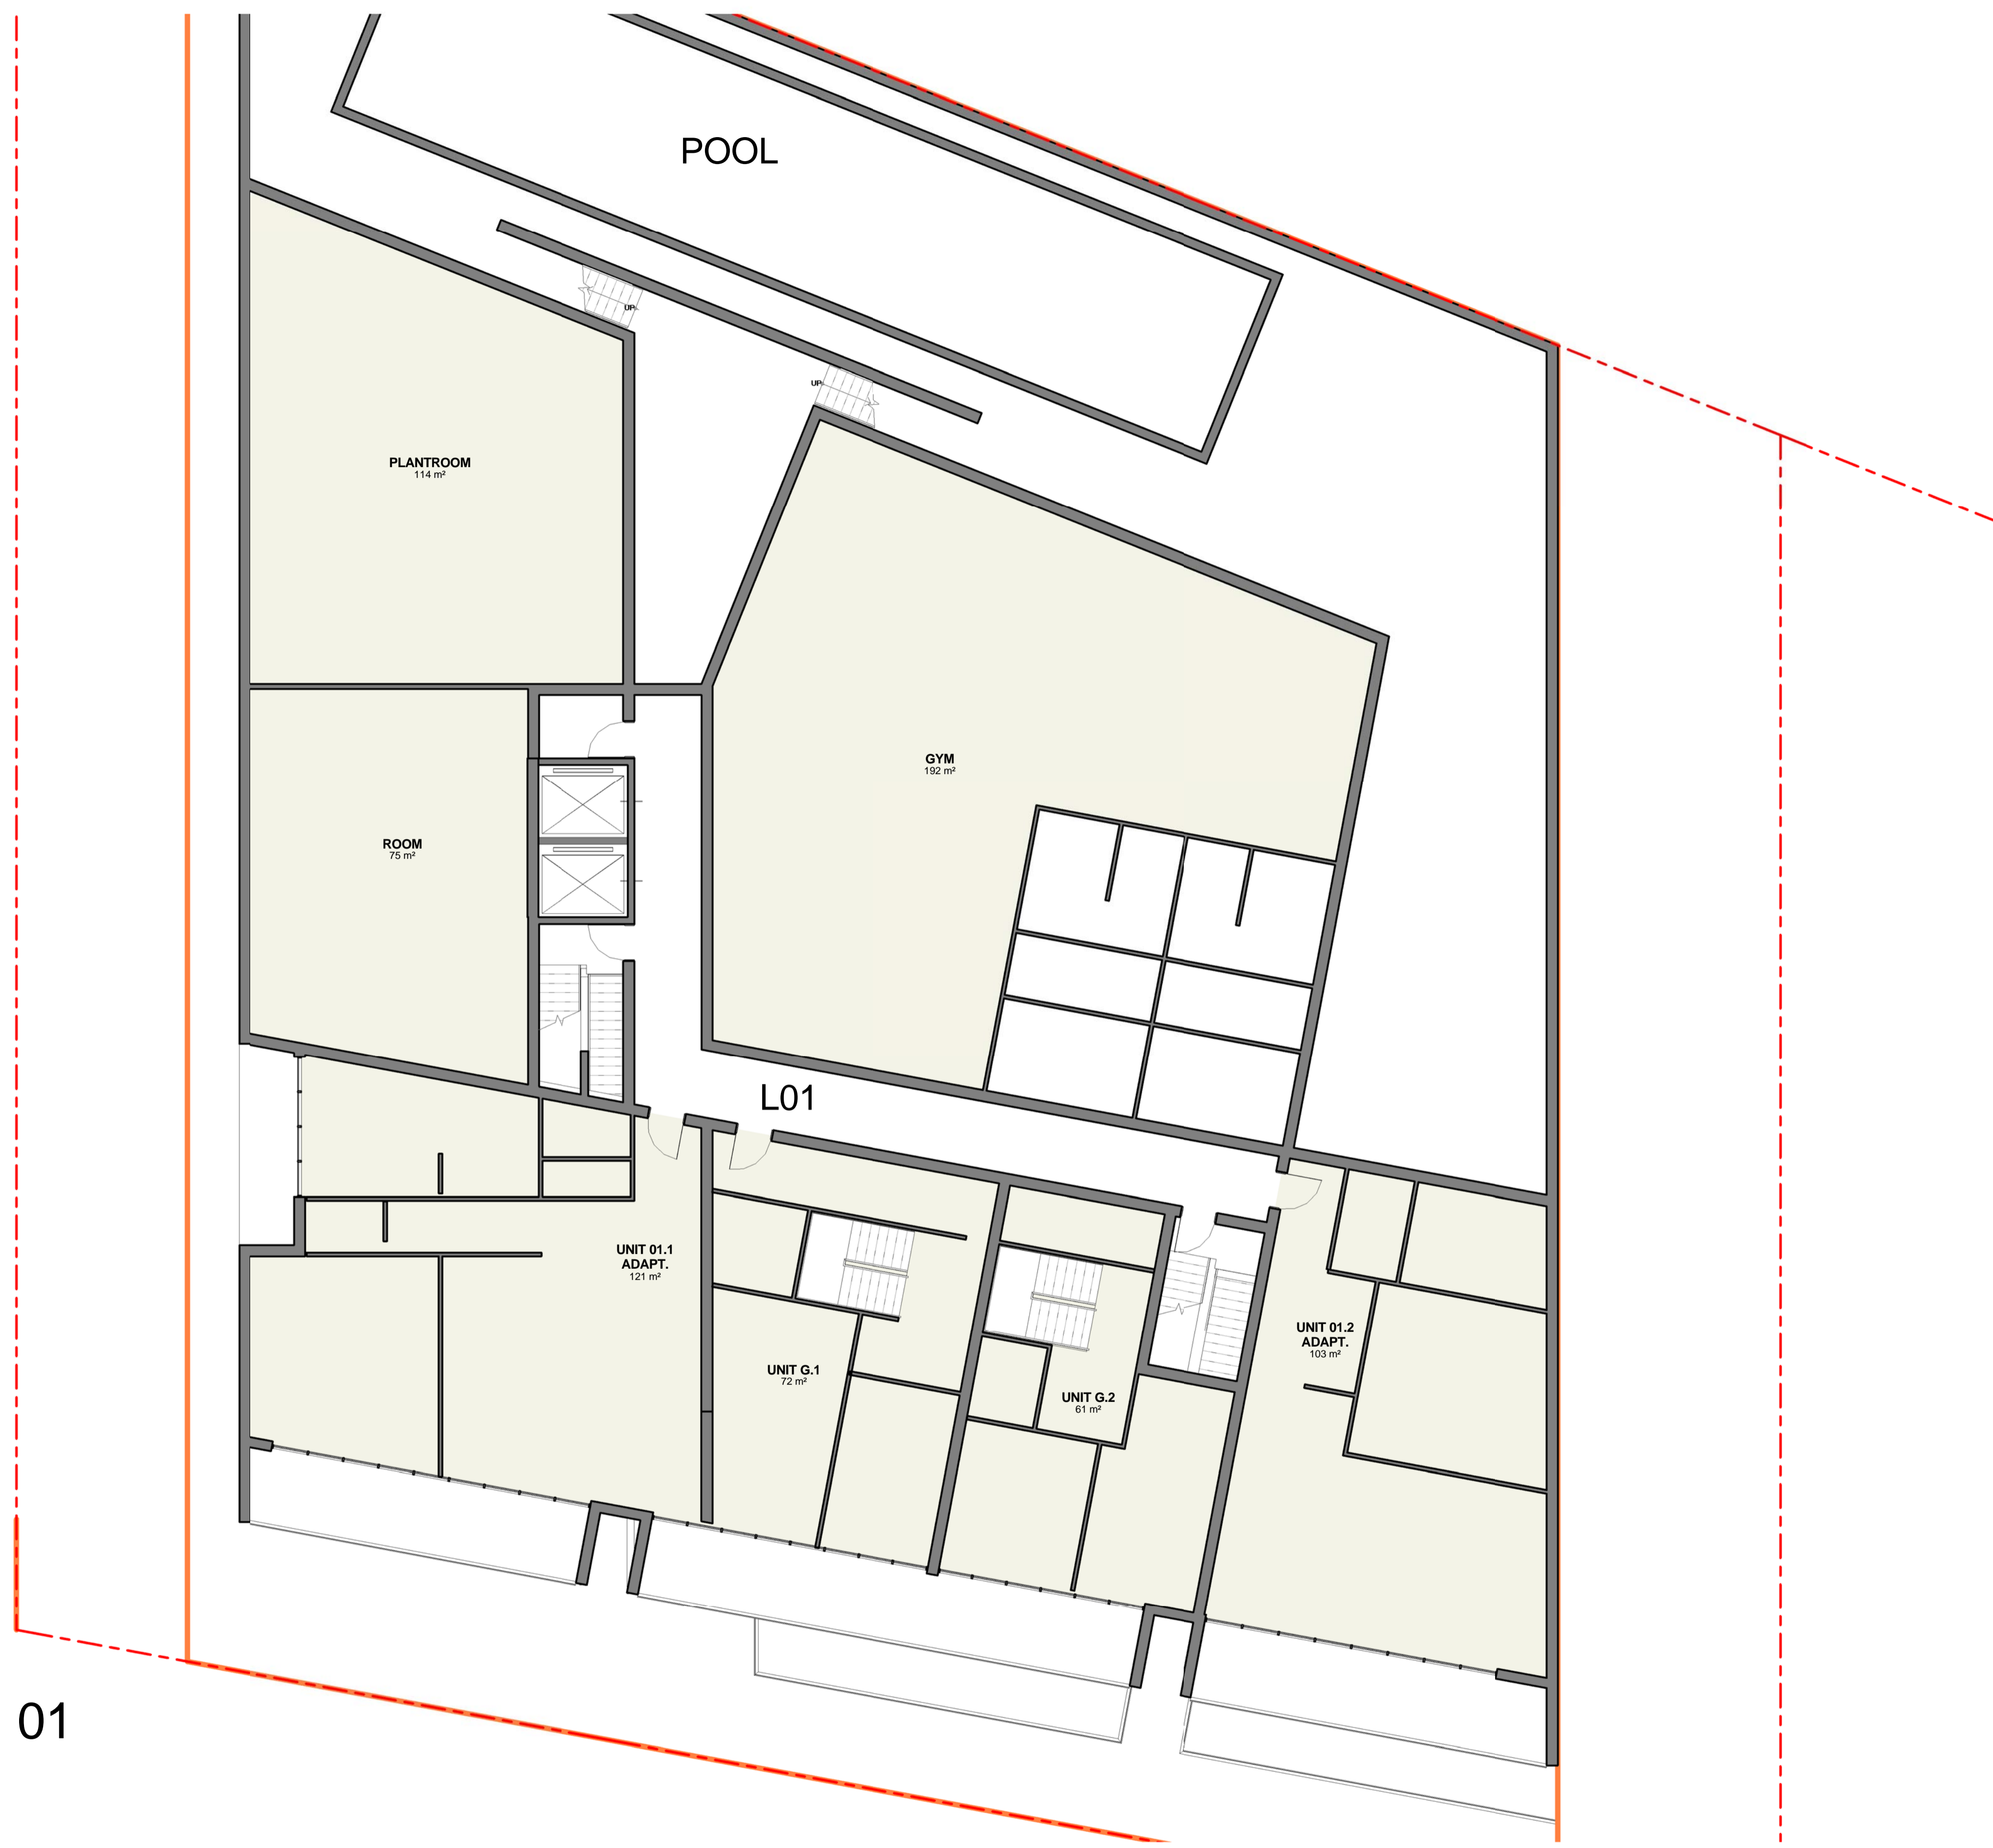 POOL
UP
UP
PLANTROOM
114 m²
GYM
192 m²
ROOM
75 m²
L01
UNIT 01.1
ADAPT.
121 m²
UNIT G.1
72 m²
UNIT G.2
61 m²
UNIT 01.2
ADAPT.
103 m²
01